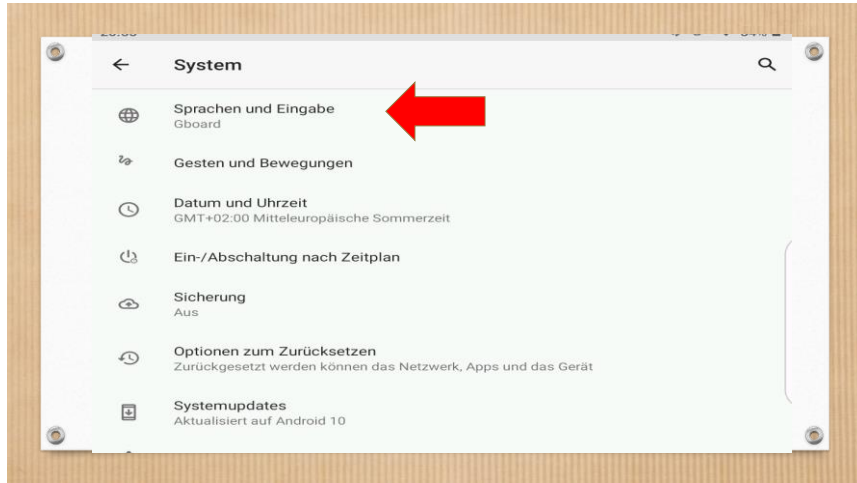 System
Sprachen und Eingabe
Gboard
Gesten und Bewegungen
Datum und Uhrzeit
GMT+02:00 Mitteleuropäische Sommerzeit
Ein-/Abschaltung nach Zeitplan
Sicherung
Aus
Optionen zum Zurücksetzen
Zurückgesetzt werden können das Netzwerk, Apps und das Gerät
Systemupdates
Aktualisiert auf Android 10